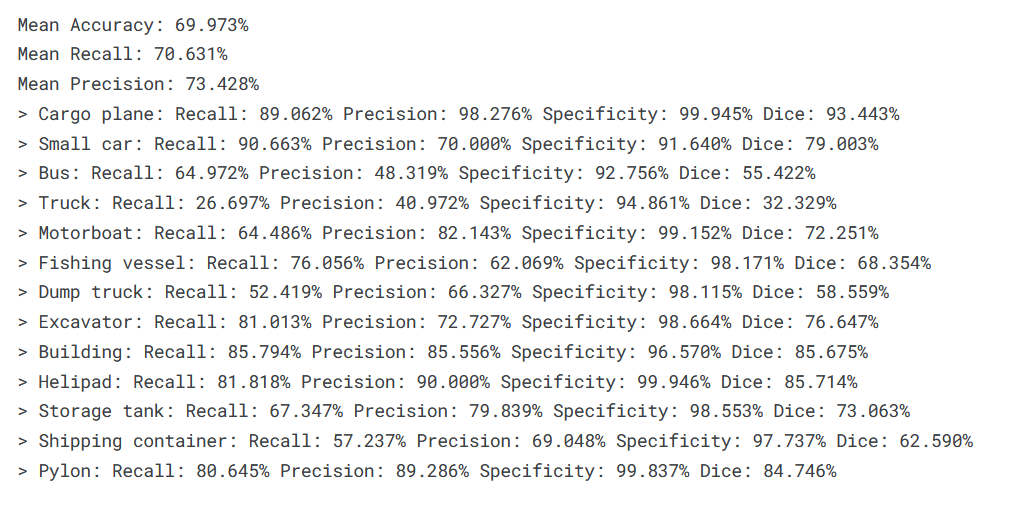 Mean Accuracy: 69.973%
Mean Recall: 70.631%
Mean Precision: 73.428%
> Cargo plane: Recall: 89.062% Precision: 98.276% Specificity: 99.945% Dice: 93.443%
> Small car: Recall: 90.663% Precision: 70.000% Specificity: 91.640% Dice: 79.003%
> Bus: Recall: 64.972% Precision: 48.319% Specificity: 92.756% Dice: 55.422%
> Truck: Recall: 26.697% Precision: 40.972% Specificity: 94.861% Dice: 32.329%
> Motorboat: Recall: 64.486% Precision: 82.143% Specificity: 99.152% Dice: 72.251%
> Fishing vessel: Recall: 76.056% Precision: 62.069% Specificity: 98.171% Dice: 68.354%
> Dump truck: Recall: 52.419% Precision: 66.327% Specificity: 98.115% Dice: 58.559%
> Excavator: Recall: 81.013% Precision: 72.727% Specificity: 98.664% Dice: 76.647%
> Building: Recall: 85.794% Precision: 85.556% Specificity: 96.570% Dice: 85.675%
> Helipad: Recall: 81.818% Precision: 90.000% Specificity: 99.946% Dice: 85.714%
> Storage tank: Recall: 67.347% Precision: 79.839% Specificity: 98.553% Dice: 73.063%
> Shipping container: Recall: 57.237% Precision: 69.048% Specificity: 97.737% Dice: 62.590%
> Pylon: Recall: 80.645% Precision: 89.286% Specificity: 99.837% Dice: 84.746%